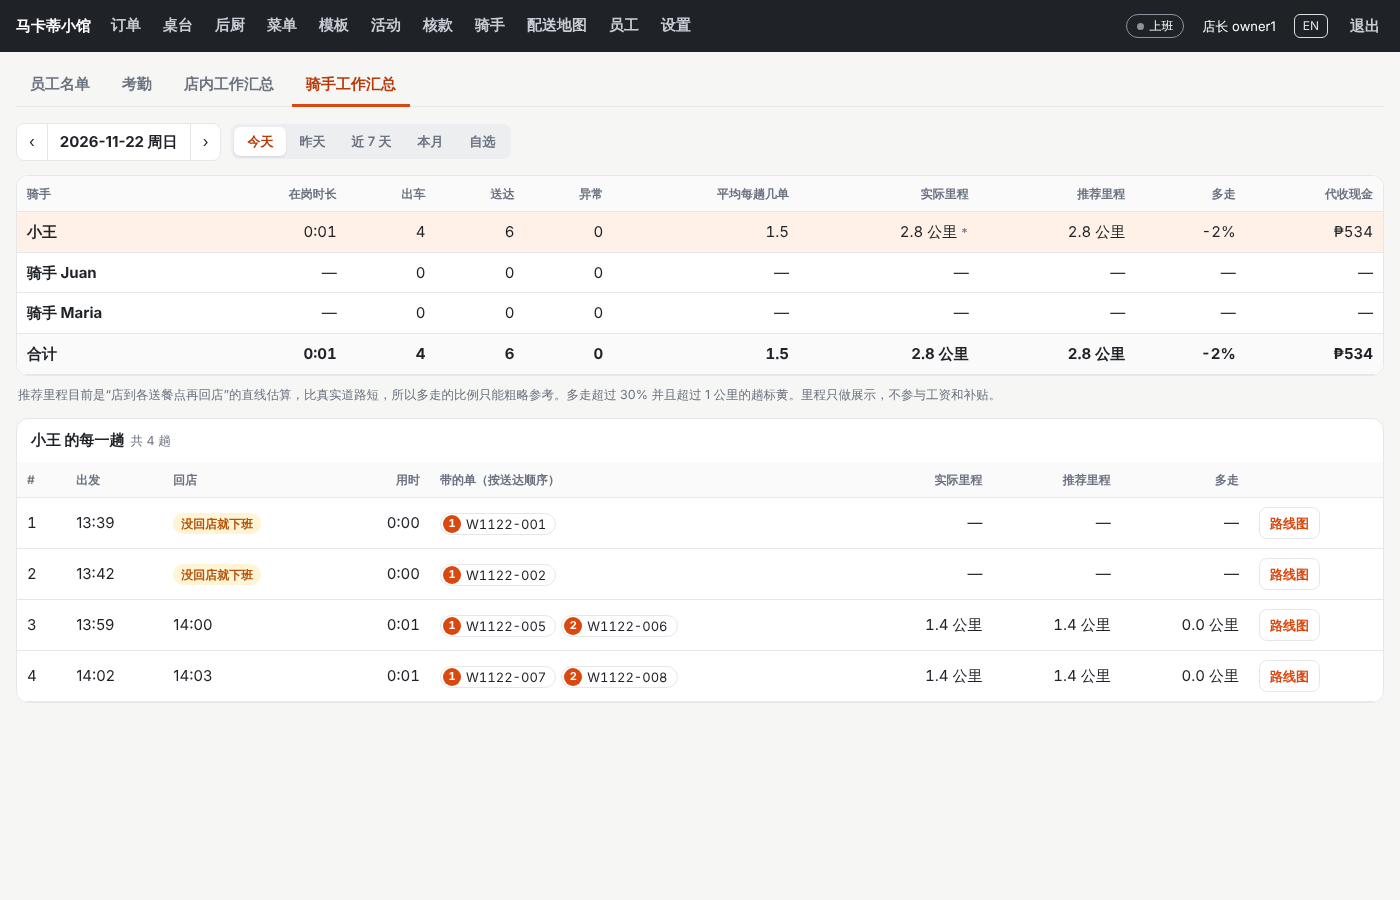 马卡蒂小馆 订单 桌台 后厨 菜单 模板 活动 核款 骑手 配送地图 员工 设置 上班 店长 owner1 EN 退出
员工名单 考勤 店内工作汇总 骑手工作汇总
‹ 2026-11-22 周日 › 今天 昨天 近 7 天 本月 自选
骑手 在岗时长 出车 送达 异常 平均每趟几单 实际里程 推荐里程 多走 代收现金
小王 0:01 4 6 0 1.5 2.8 公里 * 2.8 公里 -2% ₱534
骑手 Juan — 0 0 0 — — — — —
骑手 Maria — 0 0 0 — — — — —
合计 0:01 4 6 0 1.5 2.8 公里 2.8 公里 -2% ₱534
推荐里程目前是“店到各送餐点再回店”的直线估算，比真实道路短，所以多走的比例只能粗略参考。多走超过 30% 并且超过 1 公里的趟标黄。里程只做展示，不参与工资和补贴。
小王 的每一趟 共 4 趟
# 出发 回店 用时 带的单（按送达顺序） 实际里程 推荐里程 多走
1 13:39 没回店就下班 0:00 1 W1122-001 — — — 路线图
2 13:42 没回店就下班 0:00 1 W1122-002 — — — 路线图
3 13:59 14:00 0:01 1 W1122-005 2 W1122-006 1.4 公里 1.4 公里 0.0 公里 路线图
4 14:02 14:03 0:01 1 W1122-007 2 W1122-008 1.4 公里 1.4 公里 0.0 公里 路线图